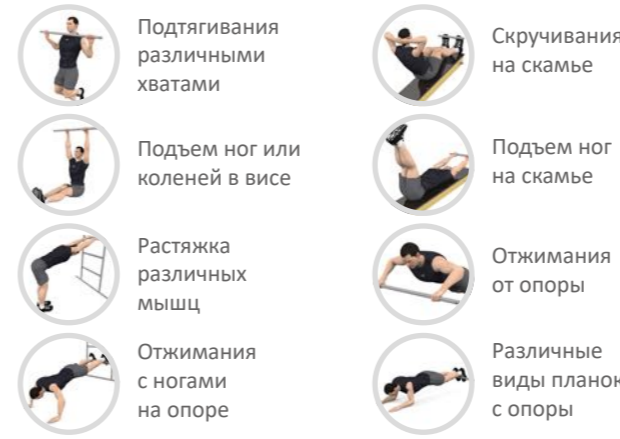 Подтягивания
различными
хватами
Скручивания
на скамье
Подъем ног или
коленей в висе
Подъем ног
на скамье
Растяжка
различных
мышц
Отжимания
от опоры
Отжимания
с ногами
на опоре
Различные
виды планок
с опоры